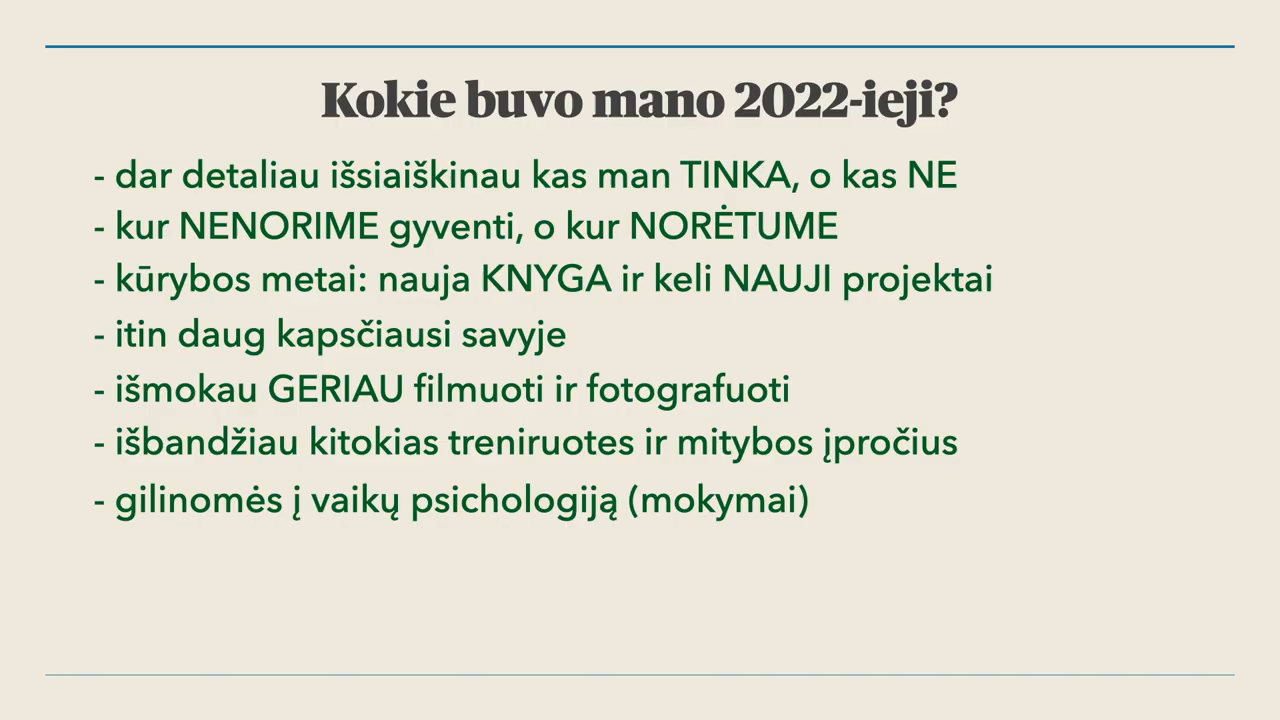 Kokie buvo mano 2022-ieji?
- dar detaliau išsiaiškinau kas man TINKA, o kas NE
- kur NENORIME gyventi, o kur NORĖTUME
- kūrybos metai: nauja KNYGA ir keli NAUJI projektai
- itin daug kapsčiausi savyje
- išmokau GERIAU filmuoti ir fotografuoti
- išbandžiau kitokias treniruotes ir mitybos įpročius
- gilinomės į vaikų psichologiją (mokymai)